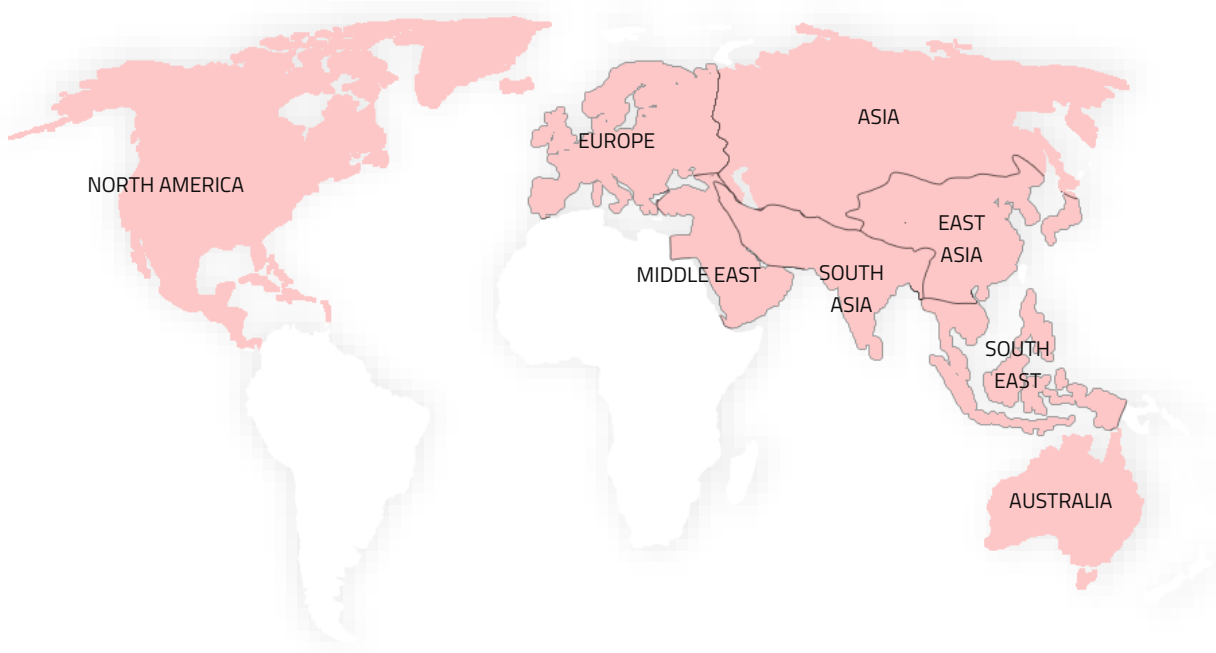 ASIA
EUROPE
NORTH AMERICA
EAST
ASIA
MIDDLE EAST
SOUTH
ASIA
SOUTH
EAST
AUSTRALIA